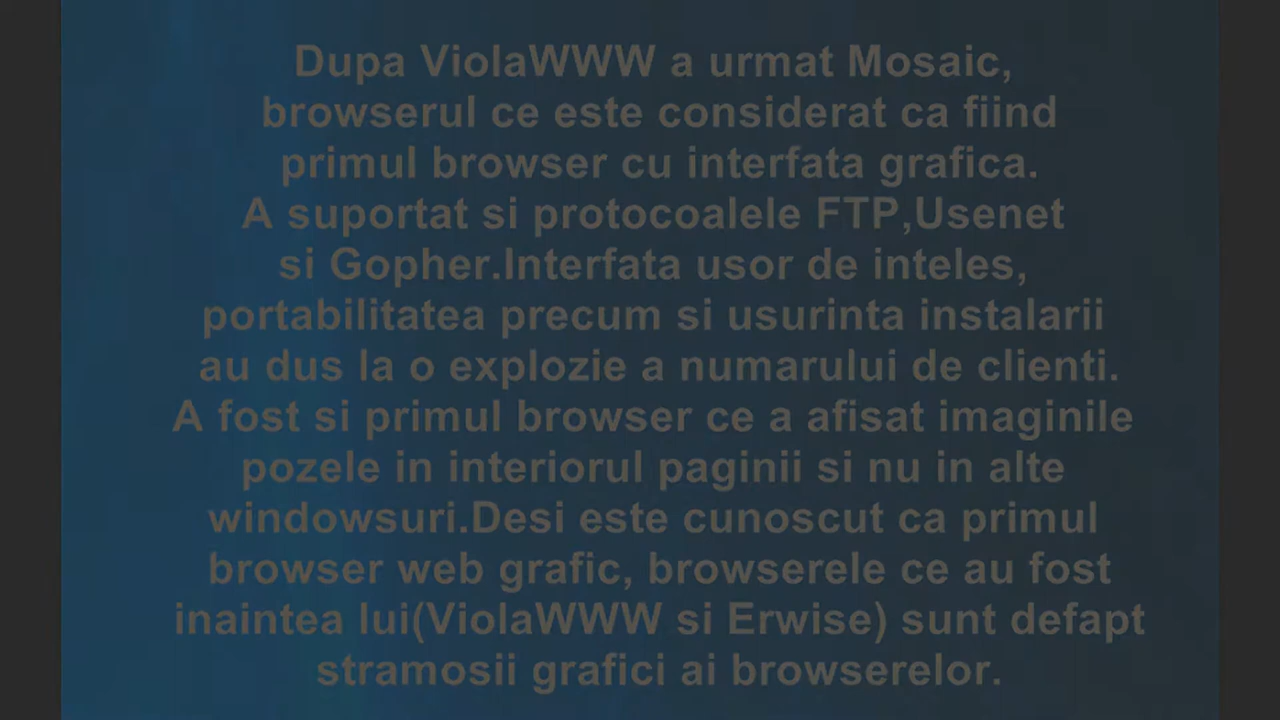 Dupa ViolaWWW a urmat Mosaic,
browserul ce este considerat ca fiind
primul browser cu interfata grafica.
A suportat si protocoalele FTP,Usenet
si Gopher.Interfata usor de inteles,
portabilitatea precum si usurinta instalarii
au dus la o explozie a numarului de clienti.
A fost si primul browser ce a afisat imaginile
pozele in interiorul paginii si nu in alte
windowsuri.Desi este cunoscut ca primul
browser web grafic, browserele ce au fost
inaintea lui(ViolaWWW si Erwise) sunt defapt
stramosii grafici ai browserelor.